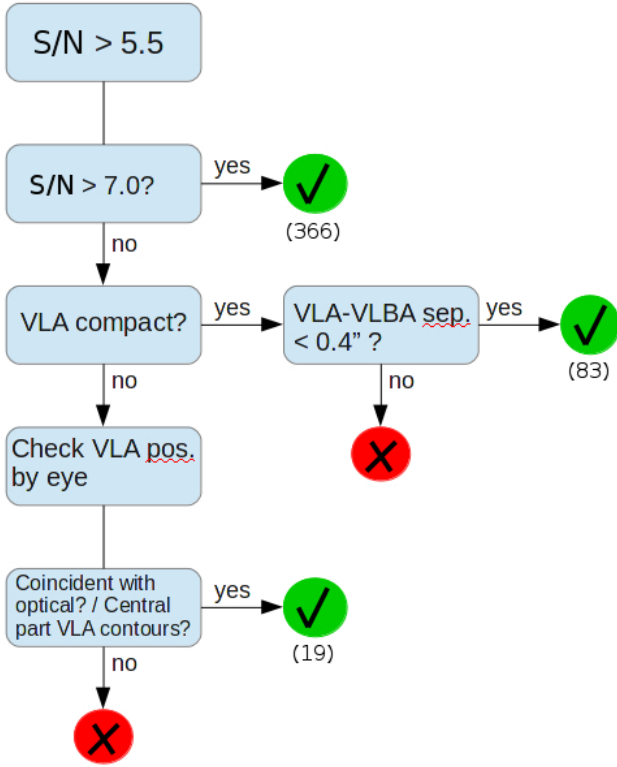 S/N > 5.5
S/N > 7.0?
yes
(366)
no
VLA compact?
yes
VLA-VLBA sep.
< 0.4” ?
yes
(83)
no
no
Check VLA pos.
by eye
Coincident with
optical? / Central
part VLA contours?
yes
(19)
no